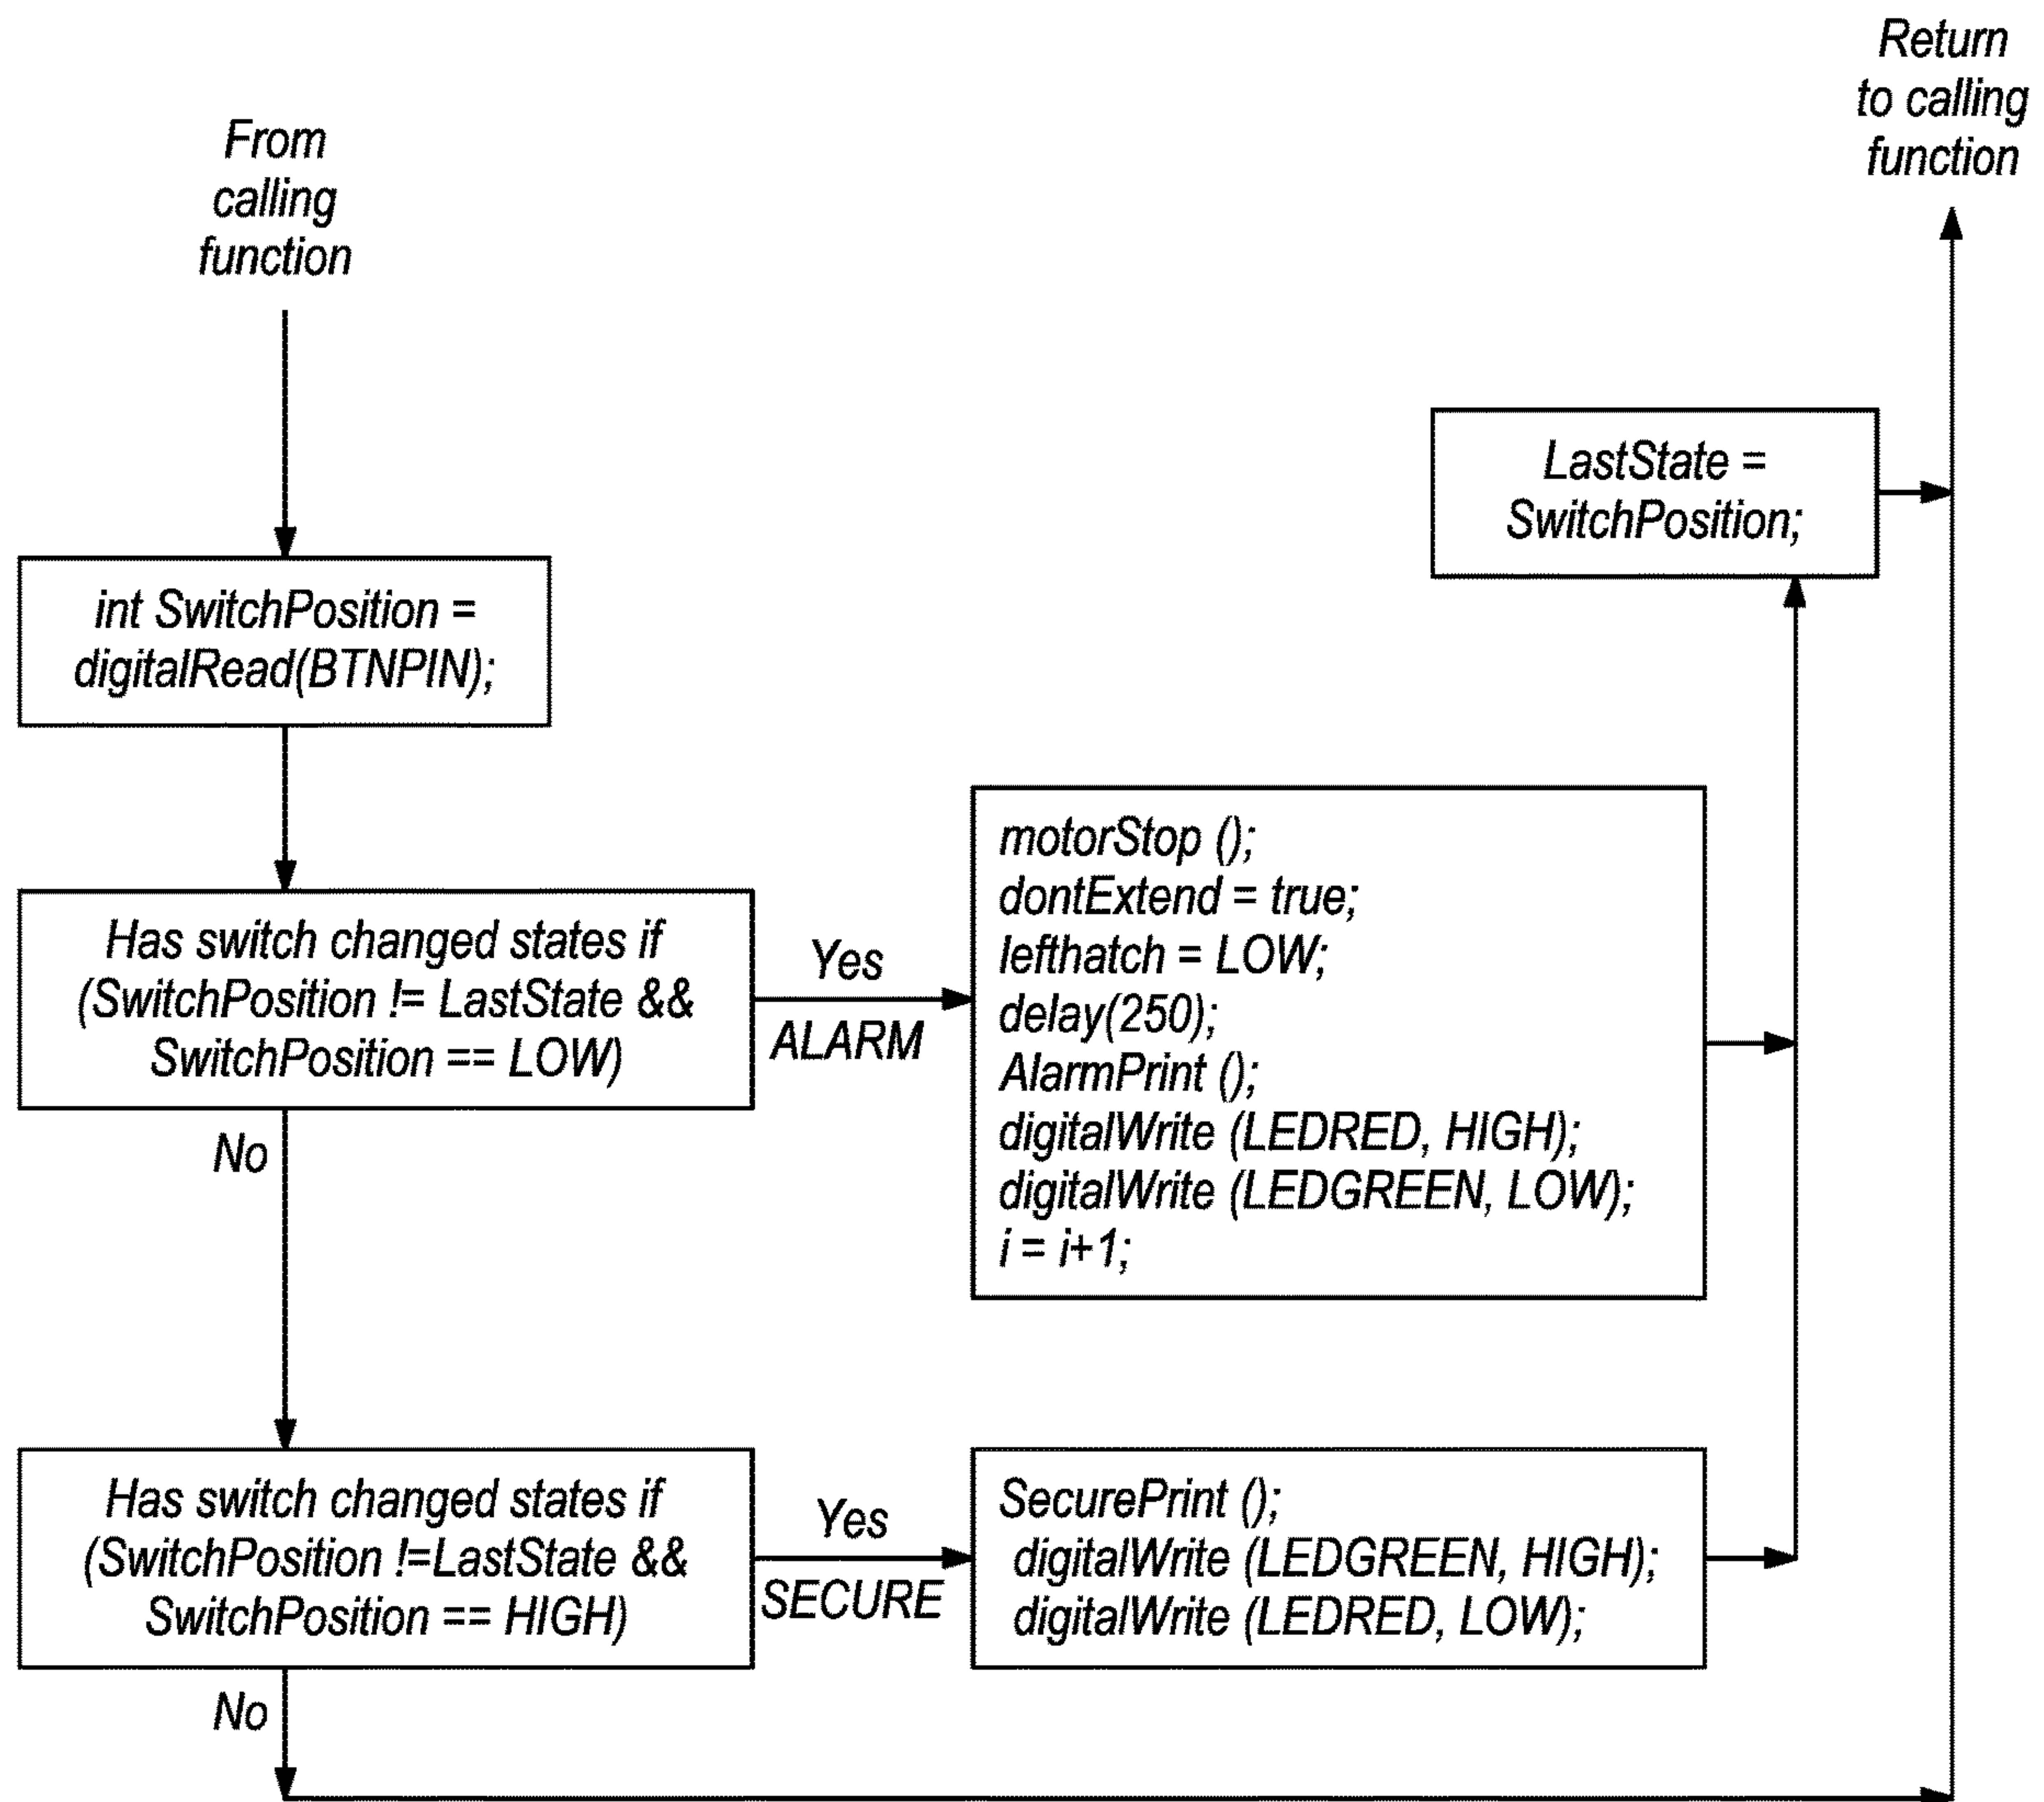 From
calling
function
Return
to calling
function
int SwitchPosition =
digitalRead(BTNPIN);
LastState =
SwitchPosition;
Has switch changed states if
(SwitchPosition != LastState &&
SwitchPosition == LOW)
Yes
ALARM
No
motorStop ();
dontExtend = true;
lefthatch = LOW;
delay(250);
AlarmPrint ();
digitalWrite (LEDRED, HIGH);
digitalWrite (LEDGREEN, LOW);
i = i+1;
Has switch changed states if
(SwitchPosition !=LastState &&
SwitchPosition == HIGH)
Yes
SECURE
No
SecurePrint ();
digitalWrite (LEDGREEN, HIGH);
digitalWrite (LEDRED, LOW);